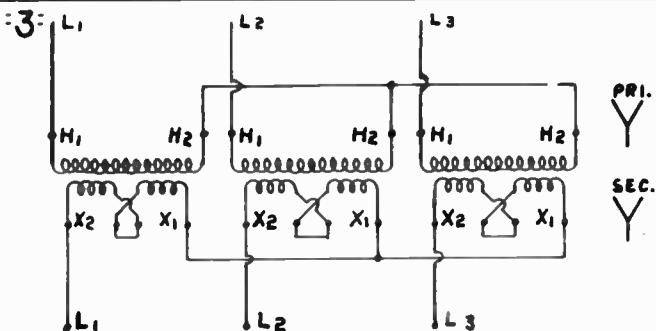 :3:
L1 L2 L3
PRI.
H1 H2 H1 H2 H1 H2
SEC.
X2 X1 X2 X1 X2 X1
L1 L2 L3